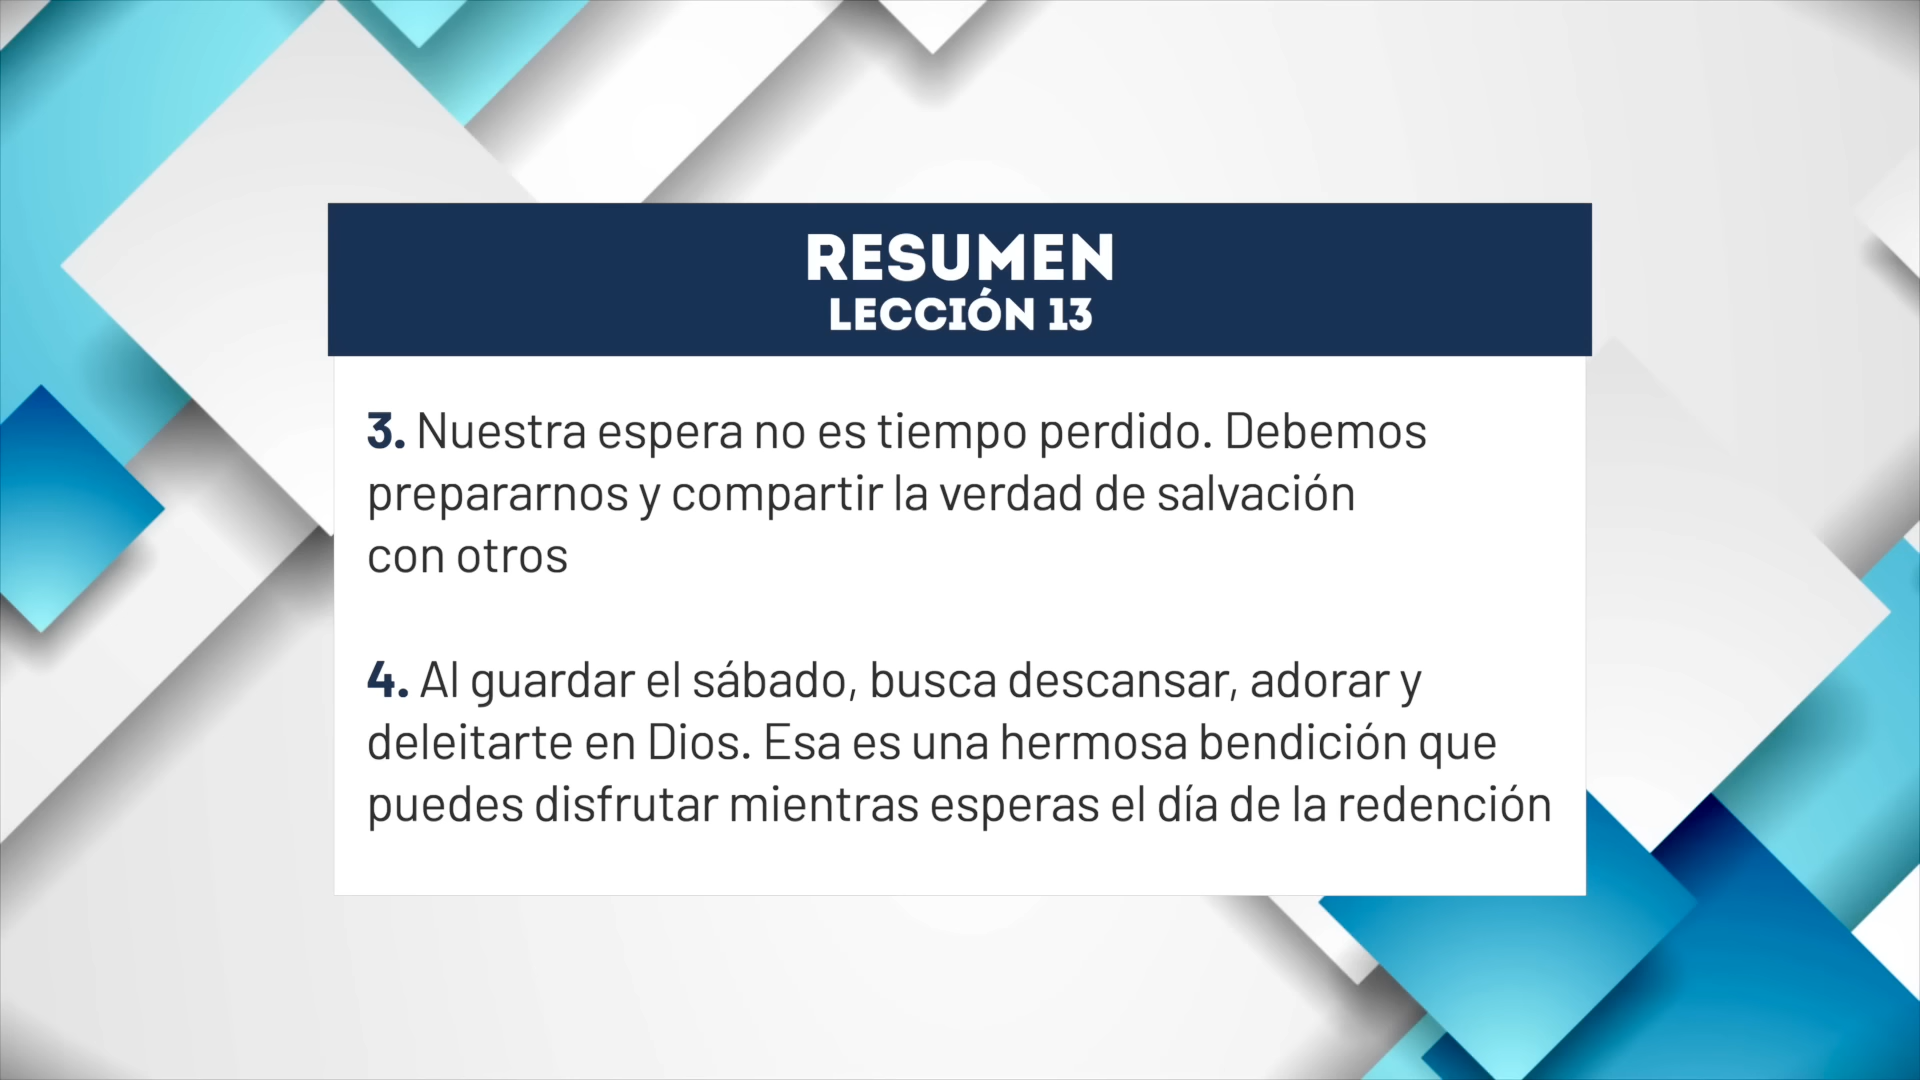 RESUMEN
LECCIÓN 13
3. Nuestra espera no es tiempo perdido. Debemos
prepararnos y compartir la verdad de salvación
con otros
4. Al guardar el sábado, busca descansar, adorar y
deleitarte en Dios. Esa es una hermosa bendición que
puedes disfrutar mientras esperas el día de la redención